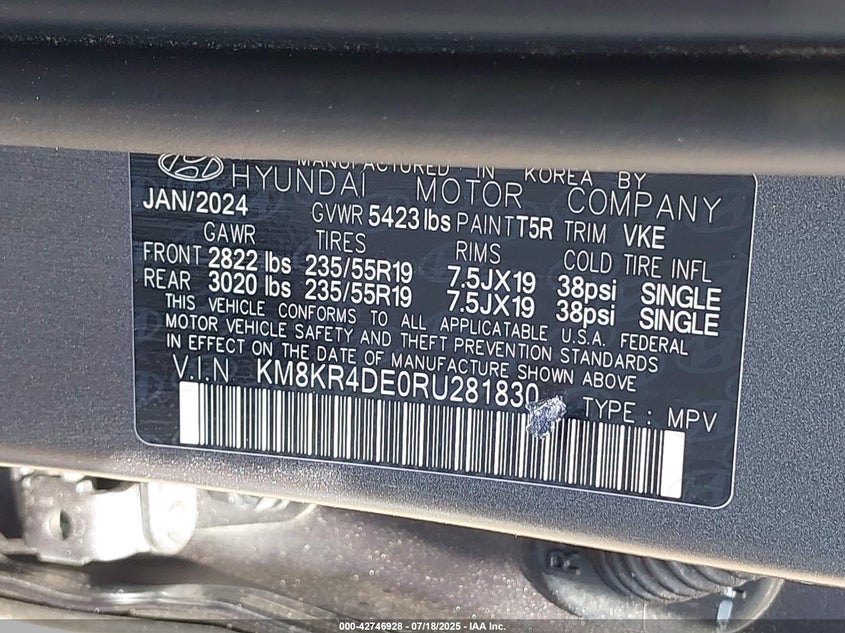 MANUFACTURED IN KOREA BY
HYUNDAI MOTOR COMPANY
JAN/2024 GVWR 5423 lbs PAINT T5R TRIM VKE
GAWR TIRES RIMS COLD TIRE INFL
FRONT 2822 lbs 235/55R19 7.5JX19 38psi SINGLE
REAR 3020 lbs 235/55R19 7.5JX19 38psi SINGLE
THIS VEHICLE CONFORMS TO ALL APPLICATABLE U.S.A. FEDERAL
MOTOR VEHICLE SAFETY AND THEFT PREVENTION STANDARDS
IN EFFECT ON THE DATE OF MANUFACTURE SHOWN ABOVE
V.I.N KM8KR4DE0RU281830 TYPE : MPV
R
000-42746928 - 07/18/2025 - IAA Inc.